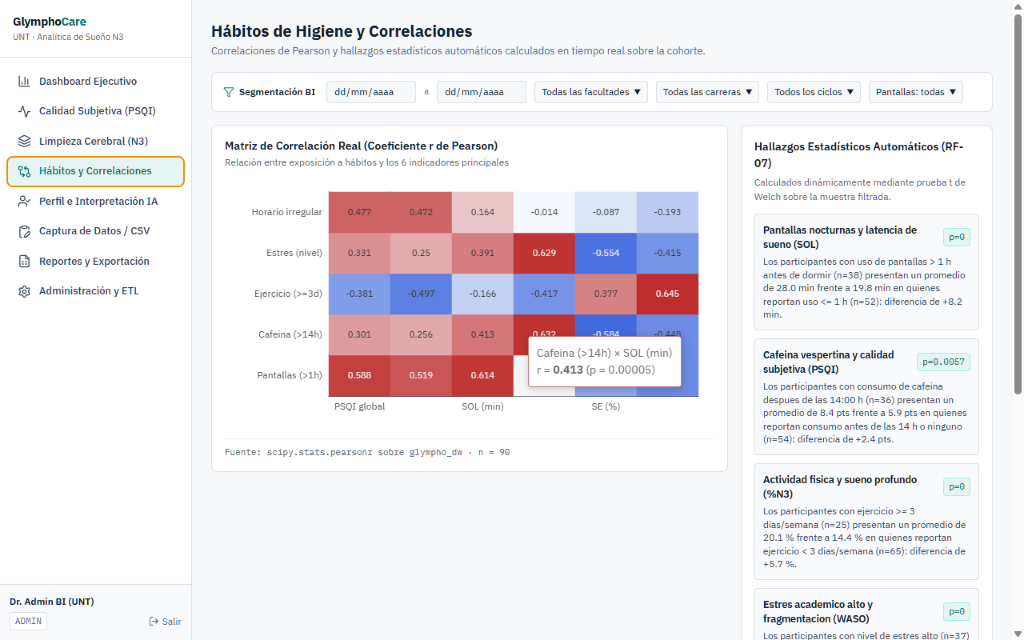 GlymphoCare
UNT · Analítica de Sueño N3
Dashboard Ejecutivo
Calidad Subjetiva (PSQI)
Limpieza Cerebral (N3)
Hábitos y Correlaciones
Perfil e Interpretación IA
Captura de Datos / CSV
Reportes y Exportación
Administración y ETL
Dr. Admin BI (UNT)
ADMIN
Salir
Hábitos de Higiene y Correlaciones
Correlaciones de Pearson y hallazgos estadísticos automáticos calculados en tiempo real sobre la cohorte.
Segmentación BI dd/mm/aaaa a dd/mm/aaaa Todas las facultades ▼ Todas las carreras ▼ Todos los ciclos ▼ Pantallas: todas ▼
Matriz de Correlación Real (Coeficiente r de Pearson)
Relación entre exposición a hábitos y los 6 indicadores principales
Horario irregular 0.477 0.472 0.164 -0.014 -0.087 -0.193
Estres (nivel) 0.331 0.25 0.391 0.629 -0.554 -0.415
Ejercicio (>=3d) -0.381 -0.497 -0.166 -0.417 0.377 0.645
Cafeina (>14h) 0.301 0.256 0.413 0.632 -0.584 -0.448
Pantallas (>1h) 0.588 0.519 0.614
Cafeina (>14h) × SOL (min)
r = 0.413 (p = 0.00005)
PSQI global SOL (min) SE (%)
Fuente: scipy.stats.pearsonr sobre glympho_dw · n = 90
Hallazgos Estadísticos Automáticos (RF-
07)
Calculados dinámicamente mediante prueba t de
Welch sobre la muestra filtrada.
Pantallas nocturnas y latencia de
sueno (SOL)
p=0
Los participantes con uso de pantallas > 1 h
antes de dormir (n=38) presentan un promedio
de 28.0 min frente a 19.8 min en quienes
reportan uso <= 1 h (n=52): diferencia de +8.2
min.
Cafeina vespertina y calidad
subjetiva (PSQI)
p=0.0057
Los participantes con consumo de cafeina
despues de las 14:00 h (n=36) presentan un
promedio de 8.4 pts frente a 5.9 pts en quienes
reportan consumo antes de las 14 h o ninguno
(n=54): diferencia de +2.4 pts.
Actividad fisica y sueno profundo
(%N3)
p=0
Los participantes con ejercicio >= 3
dias/semana (n=25) presentan un promedio de
20.1 % frente a 14.4 % en quienes reportan
ejercicio < 3 dias/semana (n=65): diferencia de
+5.7 %.
Estres academico alto y
fragmentacion (WASO)
p=0
Los participantes con nivel de estres alto (n=37)